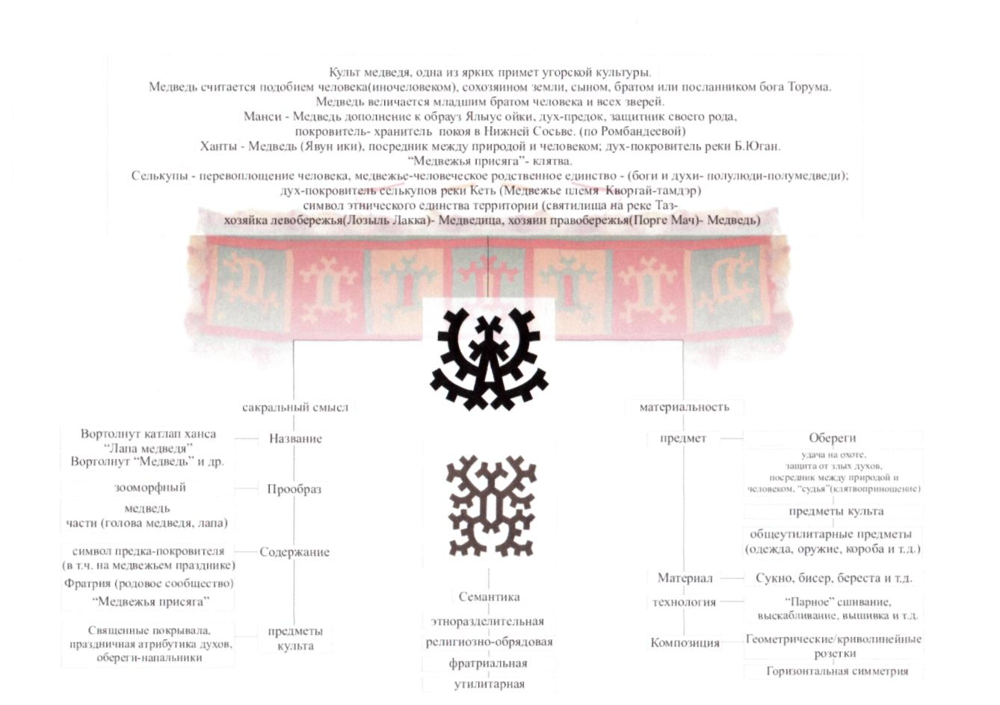 Культ медведя, одна из ярких примет угорской культуры.
Медведь считается подобием человека(иночеловеком), сохозяином земли, сыном, братом или посланником бога Торума.
Медведь величается младшим братом человека и всех зверей.
Манси - Медведь дополнение к обрауз Ялыус ойки, дух-предок, защитник своего рода,
покровитель- хранитель покоя в Нижней Сосьве. (по Ромбандеевой)
Ханты - Медведь (Явун ики), посредник между природой и человеком; дух-покровитель реки Б.Юган.
“Медвежья присяга”- клятва.
Селькупы - перевоплощение человека, медвежье-человеческое родственное единство - (боги и духи- полулюди-полумедведи);
дух-покровитель селькупов реки Кеть (Медвежье племя Кворгай-тамдэр)
символ этнического единства территории (святилища на реке Таз-
хозяйка левобережья(Лозыль Лакка)- Медведица, хозяин правобережья(Порге Мач)- Медведь)
сакральный смысл
Название
Вортолнут катлап ханса
“Лапа медведя”
Вортолнут “Медведь” и др.
Прообраз
зооморфный
медведь
части (голова медведя, лапа)
Содержание
символ предка-покровителя
(в т.ч. на медвежьем празднике)
Фратрия (родовое сообщество)
“Медвежья присяга”
предметы
культа
Священные покрывала,
праздничная атрибутика духов,
обереги-напальники
Семантика
этноразделительная
религиозно-обрядовая
фратриальная
утилитарная
материальность
предмет
Обереги
удача на охоте,
защита от злых духов,
посредник между природой и
человеком, “судья”(клятвоприношение)
предметы культа
общеутилитарные предметы
(одежда, оружие, короба и т.д.)
Материал
Сукно, бисер, береста и т.д.
технология
“Парное” сшивание,
выскабливание, вышивка и т.д.
Композиция
Геометрические/криволинейные
розетки
Горизонтальная симметрия